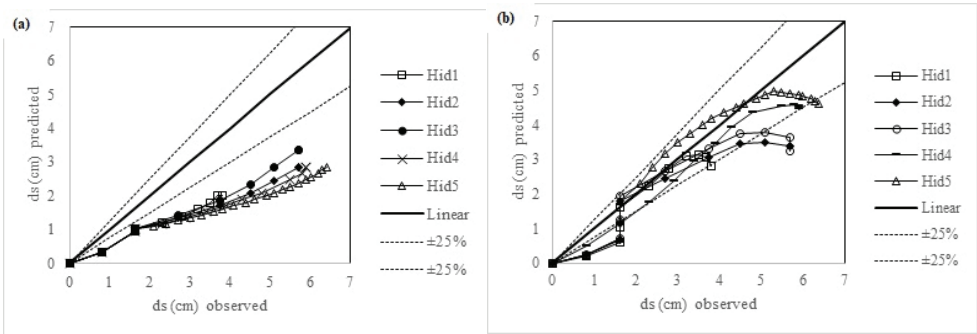 (a)
ds (cm) predicted
7
6
5
4
3
2
1
0
0 1 2 3 4 5 6 7
ds (cm) observed
Hid1
Hid2
Hid3
Hid4
Hid5
Linear
±25%
±25%
(b)
ds (cm) predicted
7
6
5
4
3
2
1
0
0 1 2 3 4 5 6 7
ds (cm) observed
Hid1
Hid2
Hid3
Hid4
Hid5
Linear
±25%
±25%